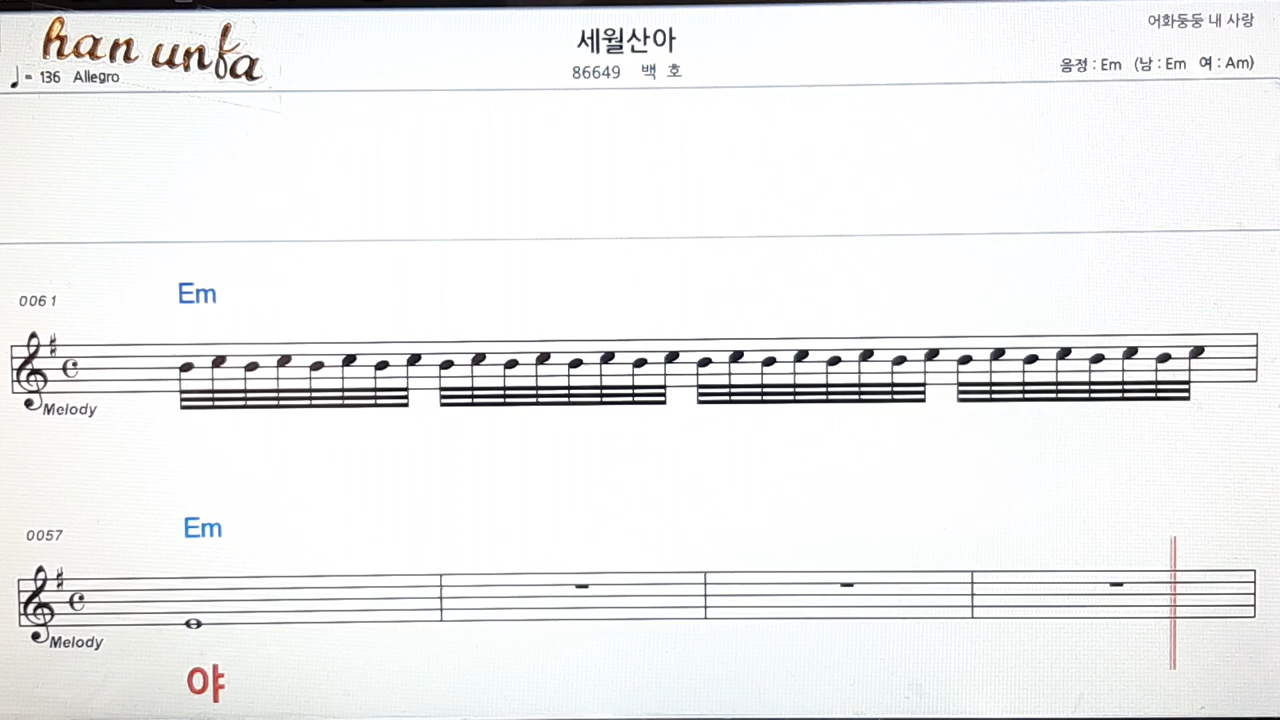 han unfa
♩= 136 Allegro
세월산아
86649 백 호
어화둥둥 내 사랑
음정 : Em (남 : Em 여 : Am)
0061
Em
Melody
0057
Em
Melody
야